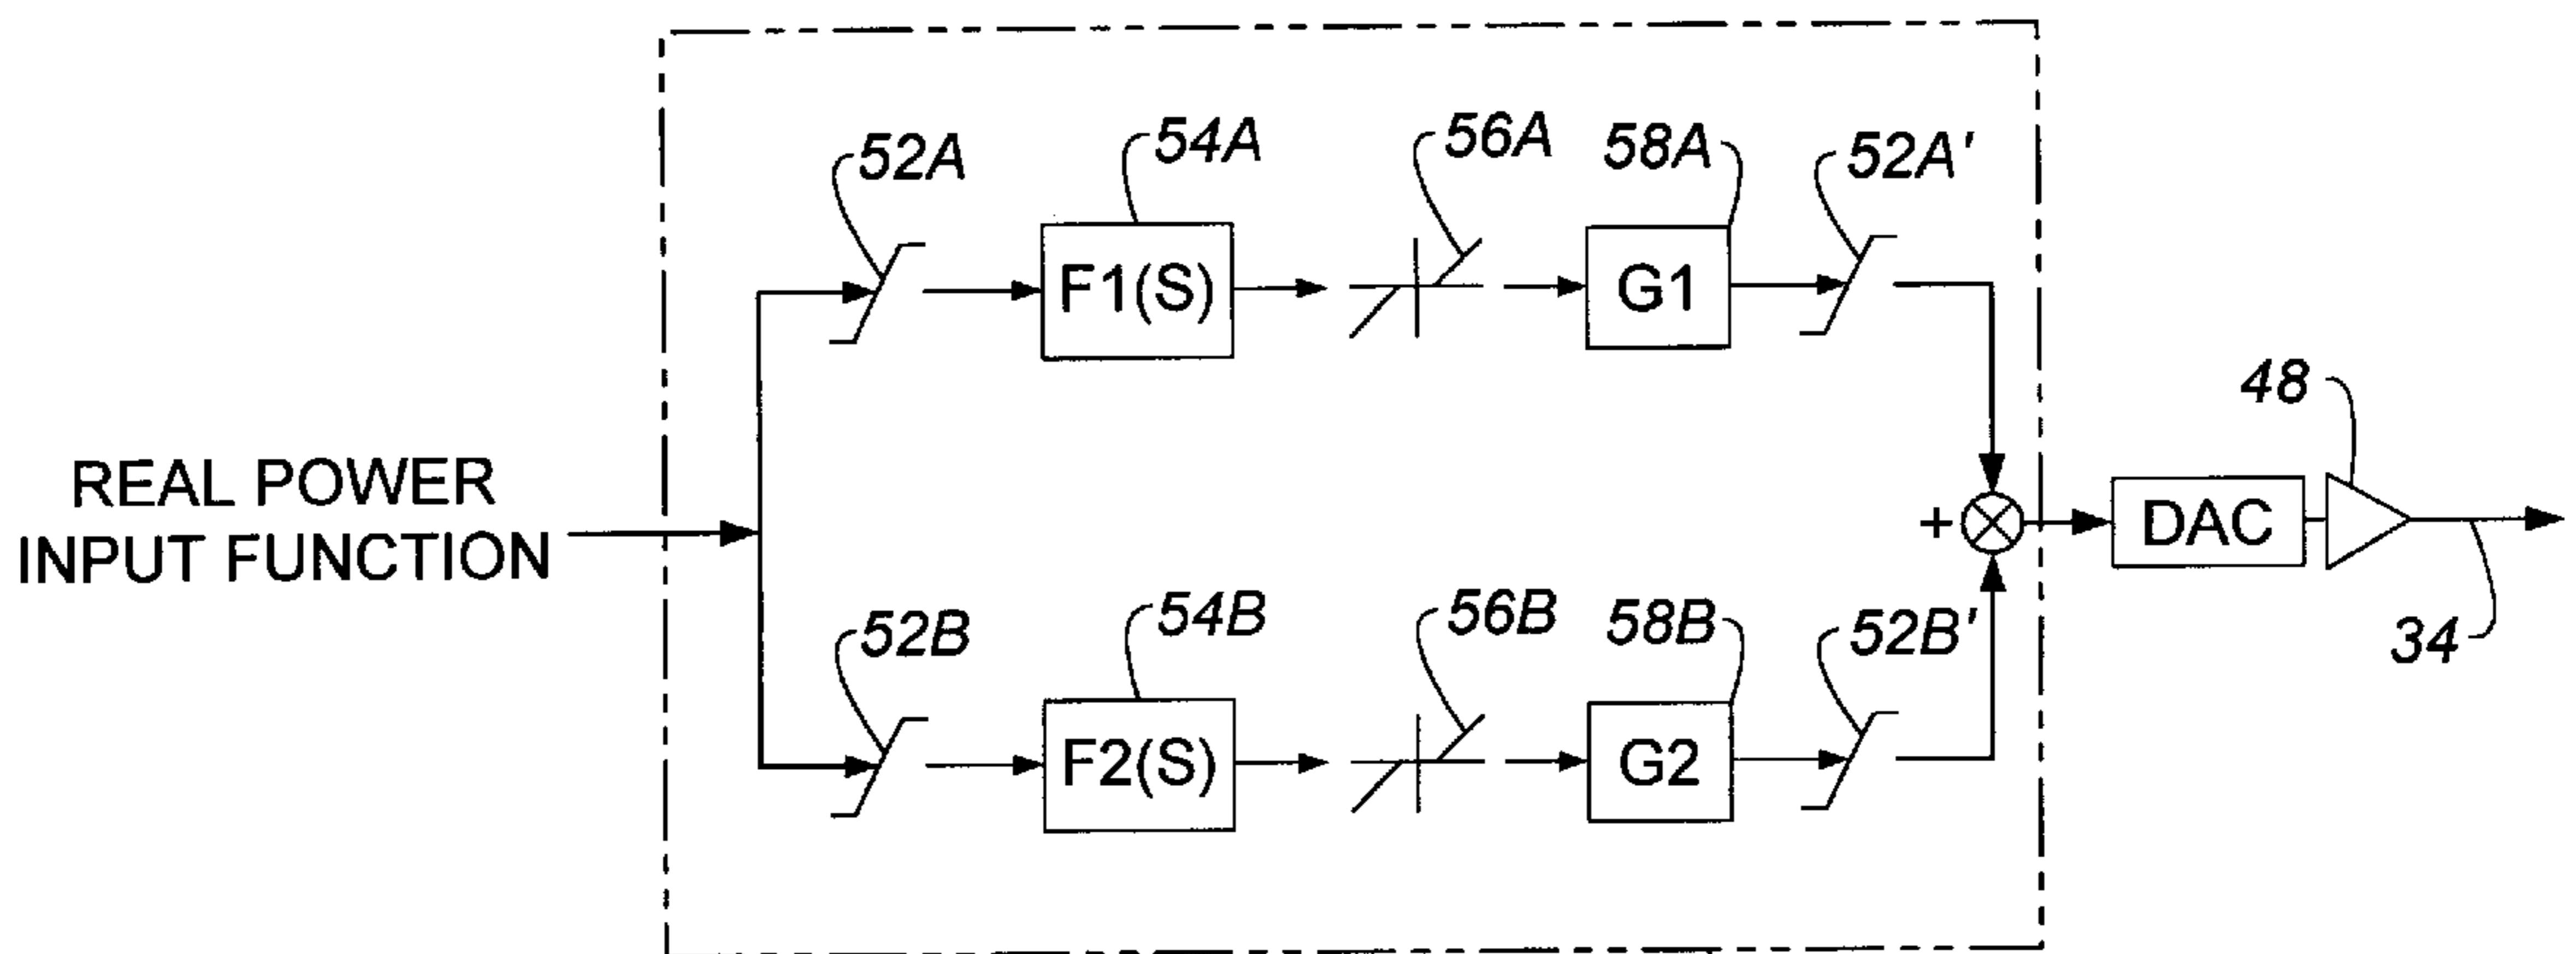 52A
54A
56A
58A
52A'
F1(S)
G1
48
REAL POWER
INPUT FUNCTION
+
DAC
34
52B
54B
56B
58B
52B'
F2(S)
G2